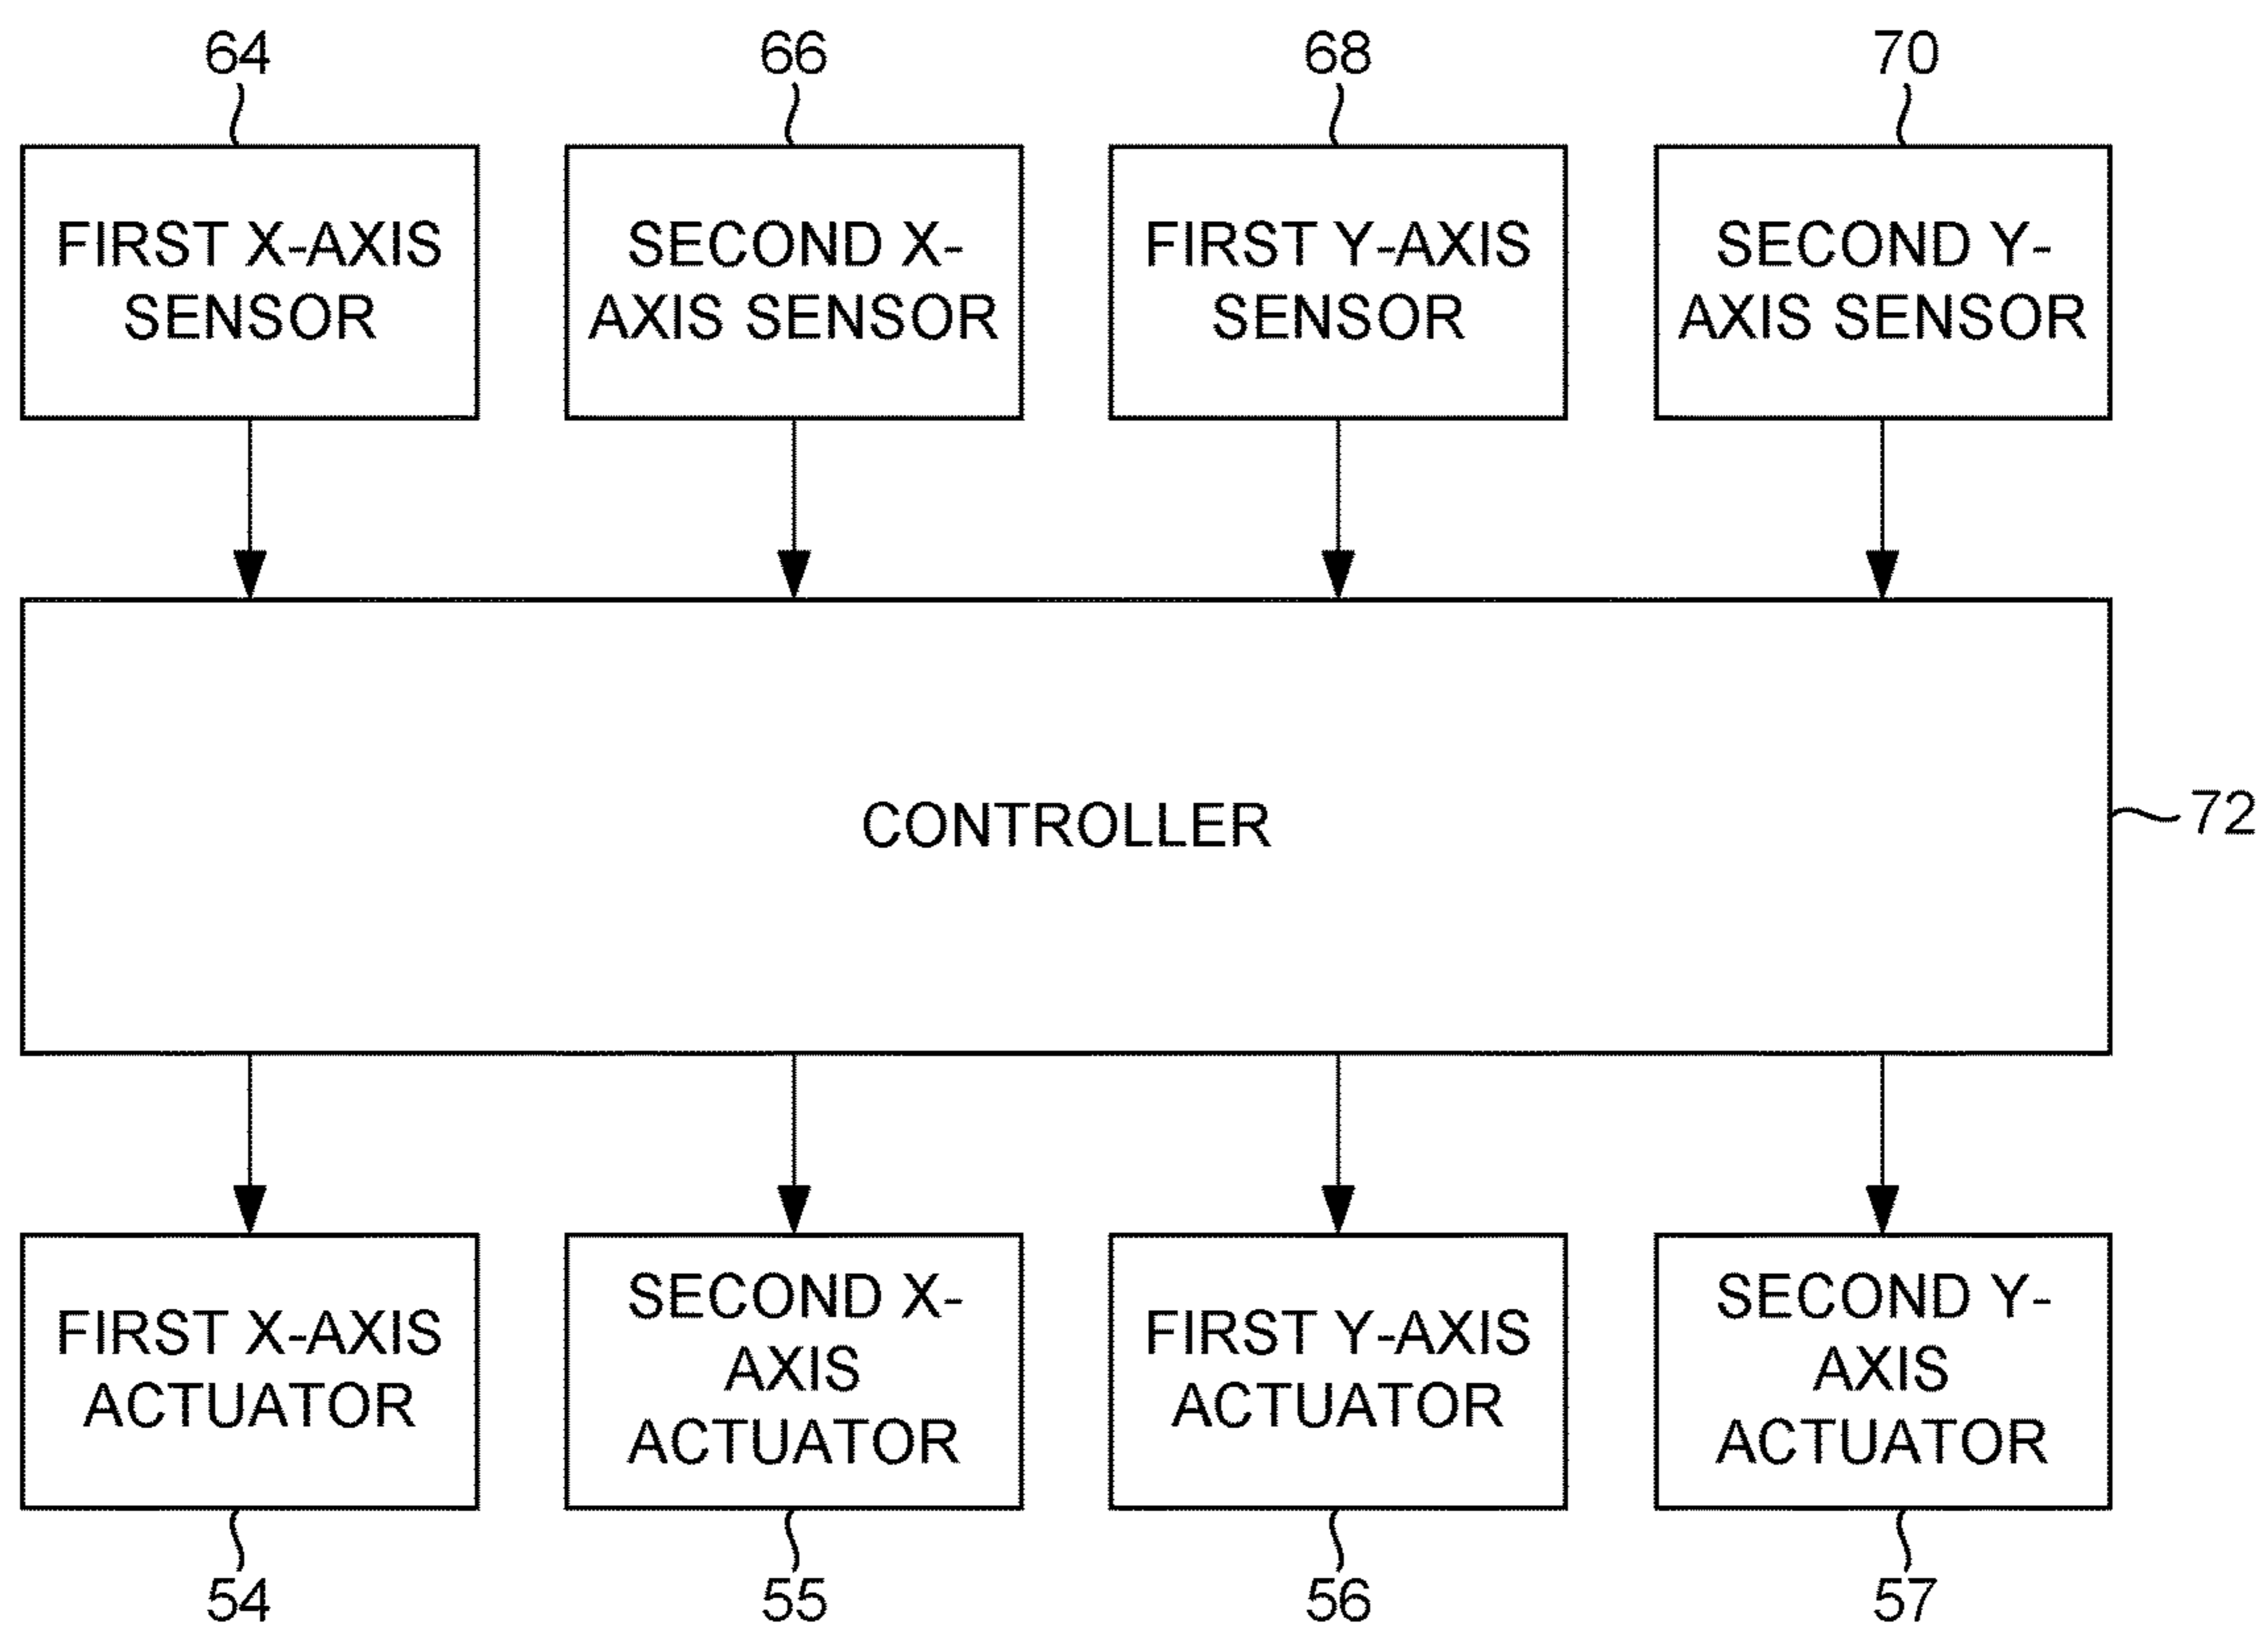 64 66 68 70
FIRST X-AXIS
SENSOR
SECOND X-
AXIS SENSOR
FIRST Y-AXIS
SENSOR
SECOND Y-
AXIS SENSOR
CONTROLLER
72
FIRST X-AXIS
ACTUATOR
SECOND X-
AXIS
ACTUATOR
FIRST Y-AXIS
ACTUATOR
SECOND Y-
AXIS
ACTUATOR
54 55 56 57